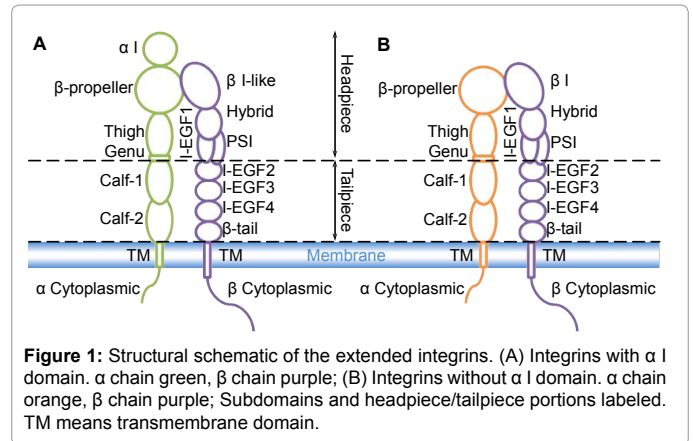 A
α I
β-propeller
β I-like
Hybrid
I-EGF1
PSI
Thigh
Genu
Calf-1
I-EGF2
I-EGF3
Calf-2
I-EGF4
β-tail
TM
TM
α Cytoplasmic
β Cytoplasmic
Headpiece
Tailpiece
Membrane
B
β-propeller
β I
Hybrid
I-EGF1
PSI
Thigh
Genu
Calf-1
I-EGF2
I-EGF3
Calf-2
I-EGF4
β-tail
TM
TM
α Cytoplasmic
β Cytoplasmic
Figure 1: Structural schematic of the extended integrins. (A) Integrins with α I
domain. α chain green, β chain purple; (B) Integrins without α I domain. α chain
orange, β chain purple; Subdomains and headpiece/tailpiece portions labeled.
TM means transmembrane domain.